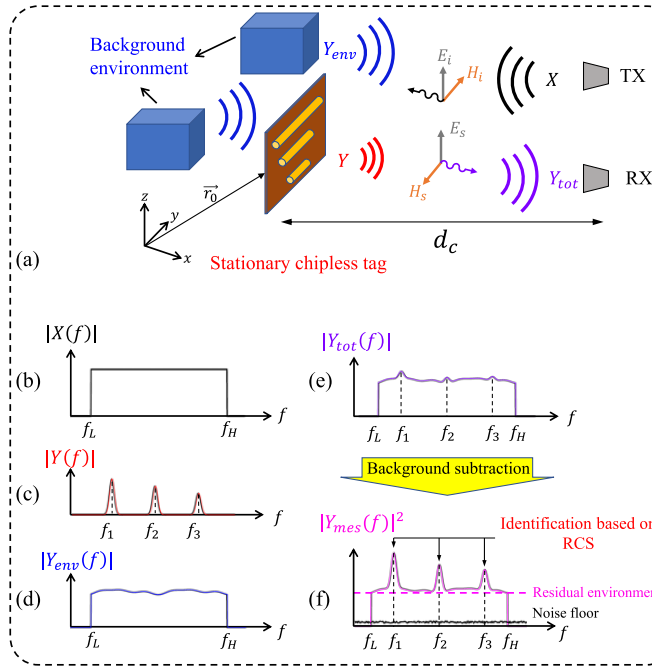 Background
environment
Y_env
E_i
H_i
X
TX
Y
E_s
H_s
Y_tot
RX
z
y
x
r_0
d_c
(a)
Stationary chipless tag
|X(f)|
(b)
f_L
f_H
f
|Y(f)|
(c)
f_1
f_2
f_3
f
|Y_env(f)|
(d)
f_L
f_H
f
|Y_tot(f)|
(e)
f_L
f_1
f_2
f_3
f_H
f
Background subtraction
|Y_mes(f)|^2
Identification based on
RCS
(f)
Residual environment
Noise floor
f_L
f_1
f_2
f_3
f_H
f